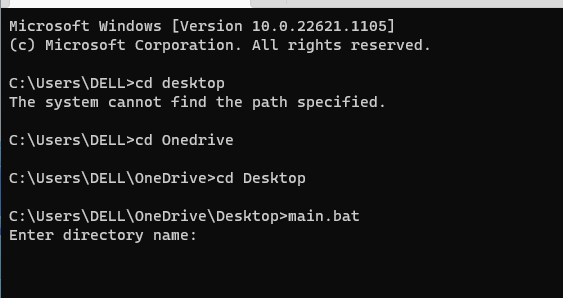 Microsoft Windows [Version 10.0.22621.1105]
(c) Microsoft Corporation. All rights reserved.
C:\Users\DELL>cd desktop
The system cannot find the path specified.
C:\Users\DELL>cd Onedrive
C:\Users\DELL\OneDrive>cd Desktop
C:\Users\DELL\OneDrive\Desktop>main.bat
Enter directory name: